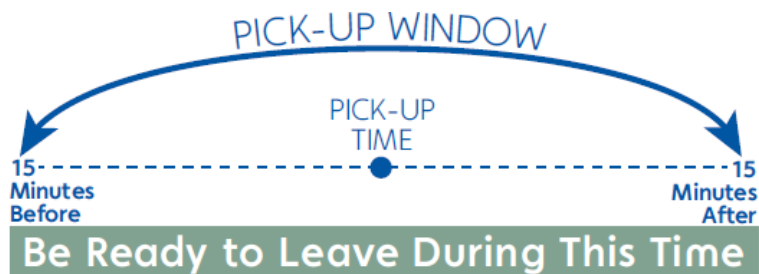 PICK-UP WINDOW
PICK-UP
TIME
15
Minutes
Before
15
Minutes
After
Be Ready to Leave During This Time